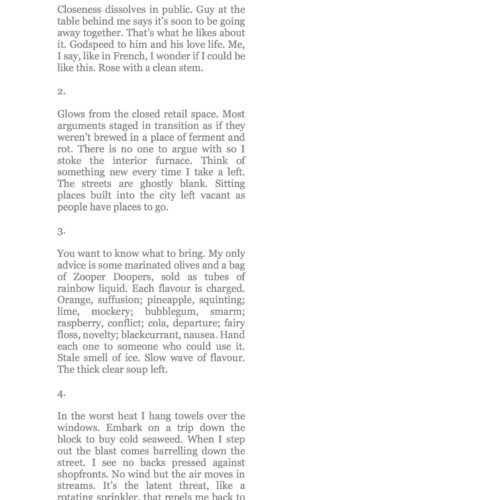 Closeness dissolves in public. Guy at the
table behind me says it’s soon to be going
away together. That’s what he likes about
it. Godspeed to him and his love life. Me,
I say, like in French, I wonder if I could be
like this. Rose with a clean stem.
2.
Glows from the closed retail space. Most
arguments staged in transition as if they
weren’t brewed in a place of ferment and
rot. There is no one to argue with so I
stoke the interior furnace. Think of
something new every time I take a left.
The streets are ghostly blank. Sitting
places built into the city left vacant as
people have places to go.
3.
You want to know what to bring. My only
advice is some marinated olives and a bag
of Zooper Doopers, sold as tubes of
rainbow liquid. Each flavour is charged.
Orange, suffusion; pineapple, squinting;
lime, mockery; bubblegum, smarm;
raspberry, conflict; cola, departure; fairy
floss, novelty; blackcurrant, nausea. Hand
each one to someone who could use it.
Stale smell of ice. Slow wave of flavour.
The thick clear soup left.
4.
In the worst heat I hang towels over the
windows. Embark on a trip down the
block to buy cold seaweed. When I step
out the blast comes barrelling down the
street. I see no backs pressed against
shopfronts. No wind but the air moves in
streams. It’s the latent threat, like a
rotating sprinkler, that repels me back to